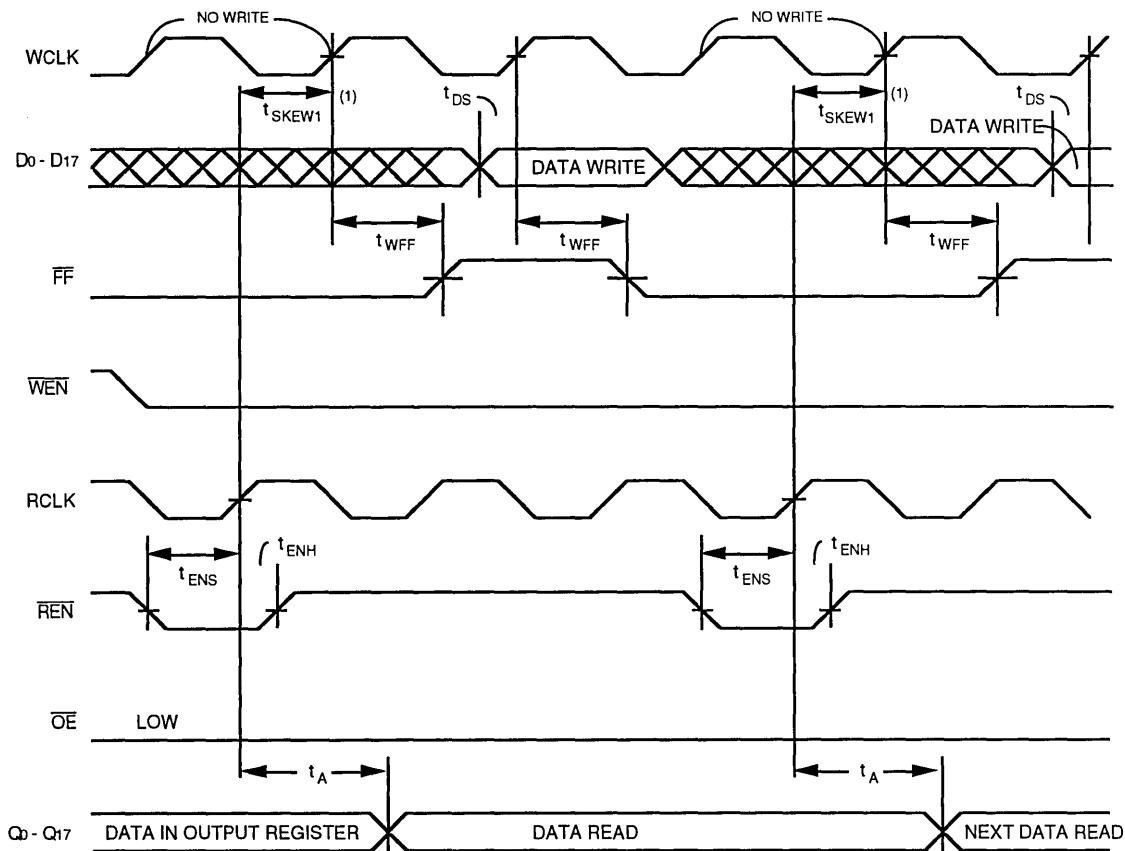 NO WRITE NO WRITE
WCLK
tSKEW1 (1) tDS tSKEW1 (1) tDS
D0 - D17 DATA WRITE DATA WRITE
tWFF tWFF tWFF
FF
WEN
RCLK
tENS tENH tENS tENH
REN
OE LOW
tA tA
Q0 - Q17 DATA IN OUTPUT REGISTER DATA READ NEXT DATA READ